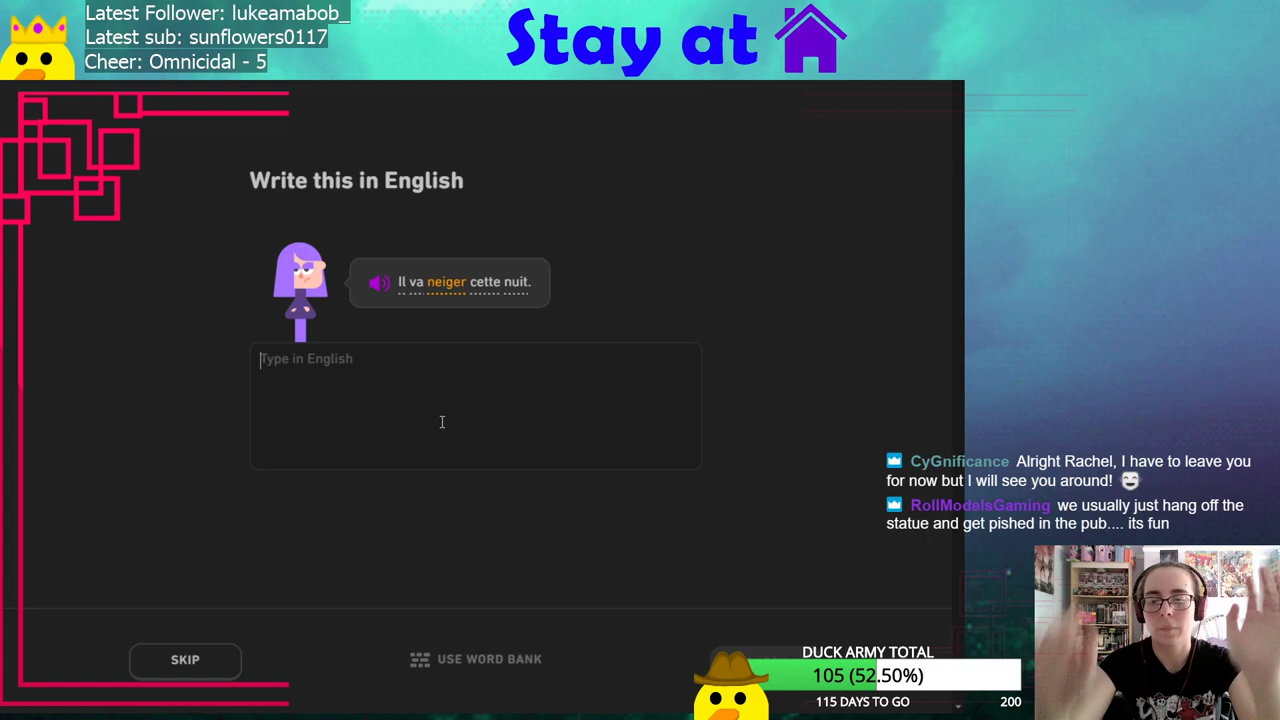 Latest Follower: lukeamabob_
Latest sub: sunflowers0117
Cheer: Omnicidal - 5
Stay at
Write this in English
Il va neiger cette nuit.
Type in English
CyGnificance Alright Rachel, I have to leave you
for now but I will see you around!
RollModelsGaming we usually just hang off the
statue and get pished in the pub.... its fun
SKIP
USE WORD BANK
DUCK ARMY TOTAL
105 (52.50%)
115 DAYS TO GO
200